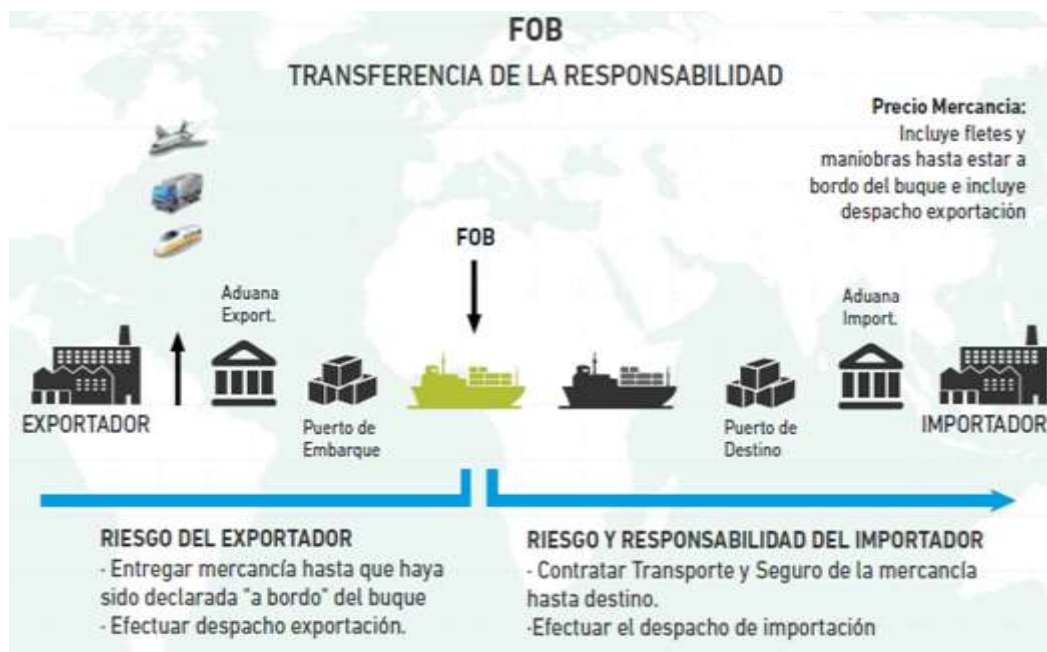 FOB
TRANSFERENCIA DE LA RESPONSABILIDAD
Precio Mercancia:
Incluye fletes y
maniobras hasta estar a
bordo del buque e incluye
despacho exportación
FOB
Aduana
Export.
Aduana
Import.
EXPORTADOR
Puerto de
Embarque
Puerto de
Destino
IMPORTADOR
RIESGO DEL EXPORTADOR
· Entregar mercancía hasta que haya
sido declarada "a bordo" del buque
· Efectuar despacho exportación.
RIESGO Y RESPONSABILIDAD DEL IMPORTADOR
· Contratar Transporte y Seguro de la mercancía
hasta destino.
·Efectuar el despacho de importación